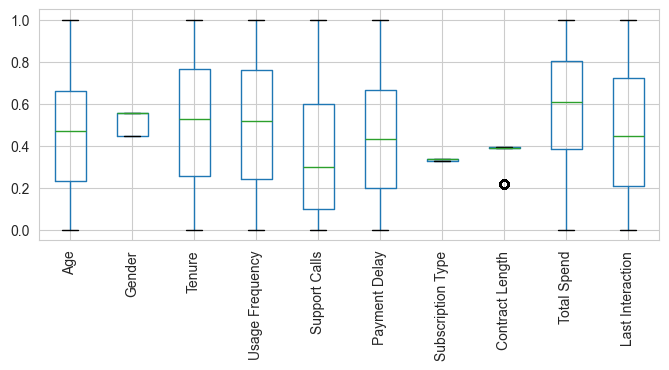 1.0
0.8
0.6
0.4
0.2
0.0
Age
Gender
Tenure
Usage Frequency
Support Calls
Payment Delay
Subscription Type
Contract Length
Total Spend
Last Interaction